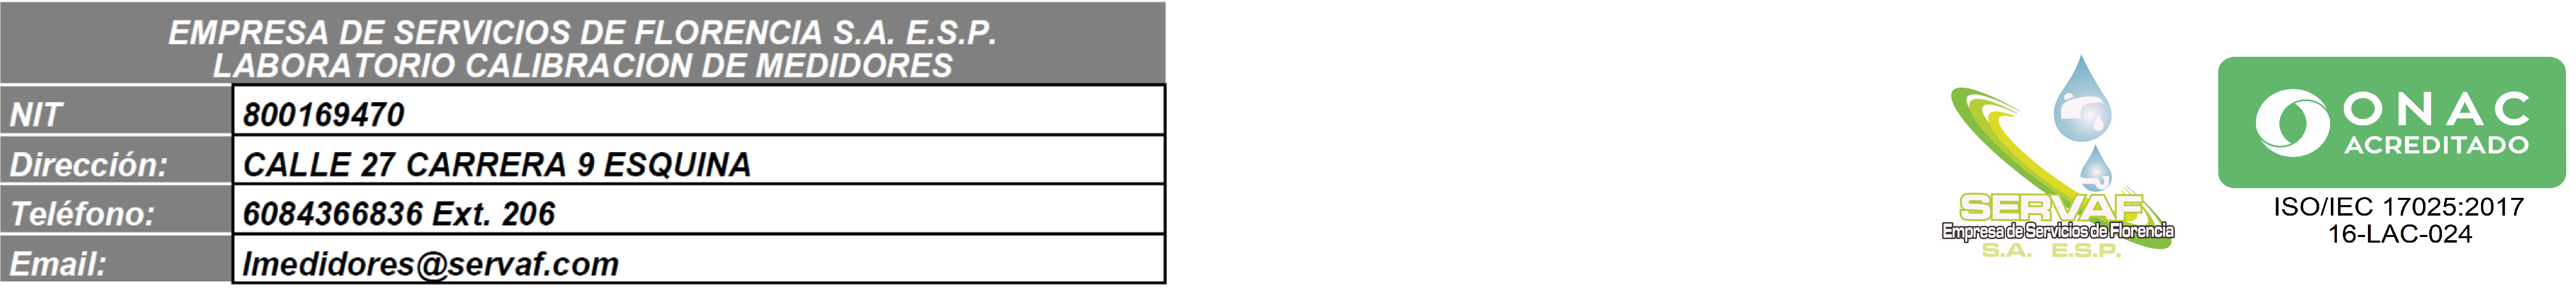 EMPRESA DE SERVICIOS DE FLORENCIA S.A. E.S.P.
LABORATORIO CALIBRACION DE MEDIDORES
NIT 800169470
Dirección: CALLE 27 CARRERA 9 ESQUINA
Teléfono: 6084366836 Ext. 206
Email: lmedidores@servaf.com
SERVAF
Empresa de Servicios de Florencia
S.A. E.S.P.
ONAC
ACREDITADO
ISO/IEC 17025:2017
16-LAC-024